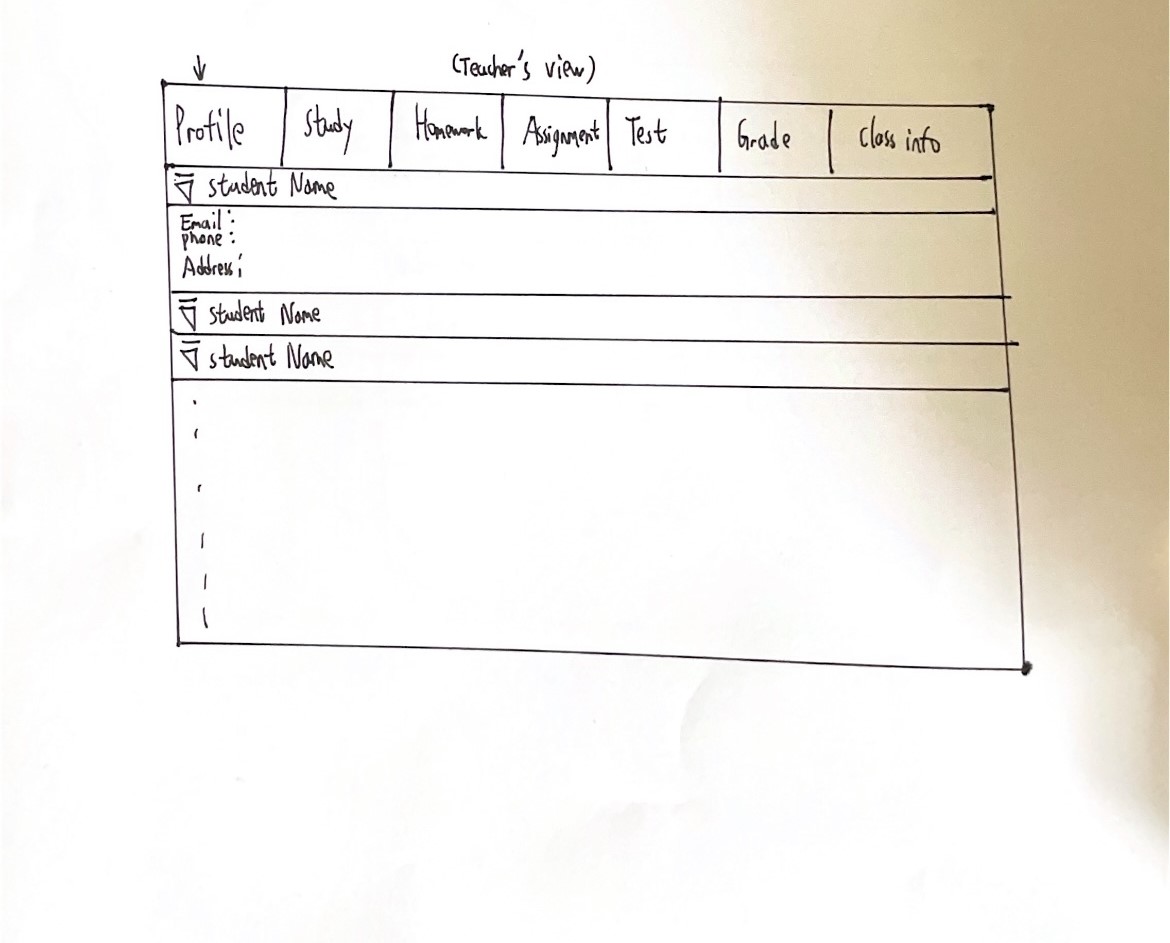 (Teacher's view)
Profile Study Homework Assignment Test Grade Class info
student Name
Email:
phone:
Address:
student Name
student Name